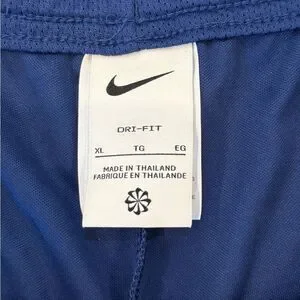 DRI-FIT
XL TG EG
MADE IN THAILAND
FABRIQUÉ EN THAÏLANDE